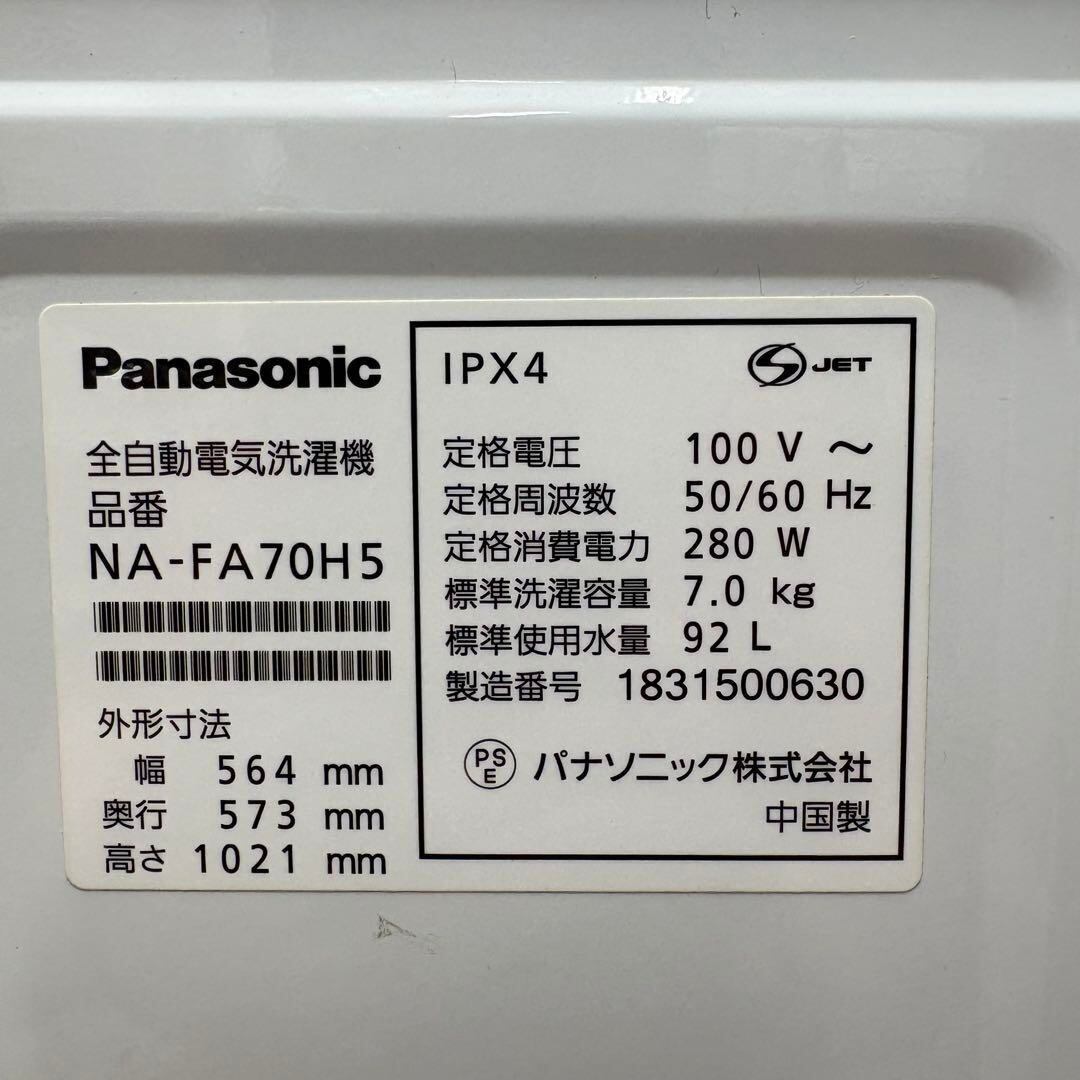 Panasonic
全自動電気洗濯機
品番
NA-FA70H5
外形寸法
幅 564 mm
奥行 573 mm
高さ 1021 mm
IPX4
S JET
定格電圧 100 V ～
定格周波数 50/60 Hz
定格消費電力 280 W
標準洗濯容量 7.0 kg
標準使用水量 92 L
製造番号 1831500630
PSE パナソニック株式会社
中国製